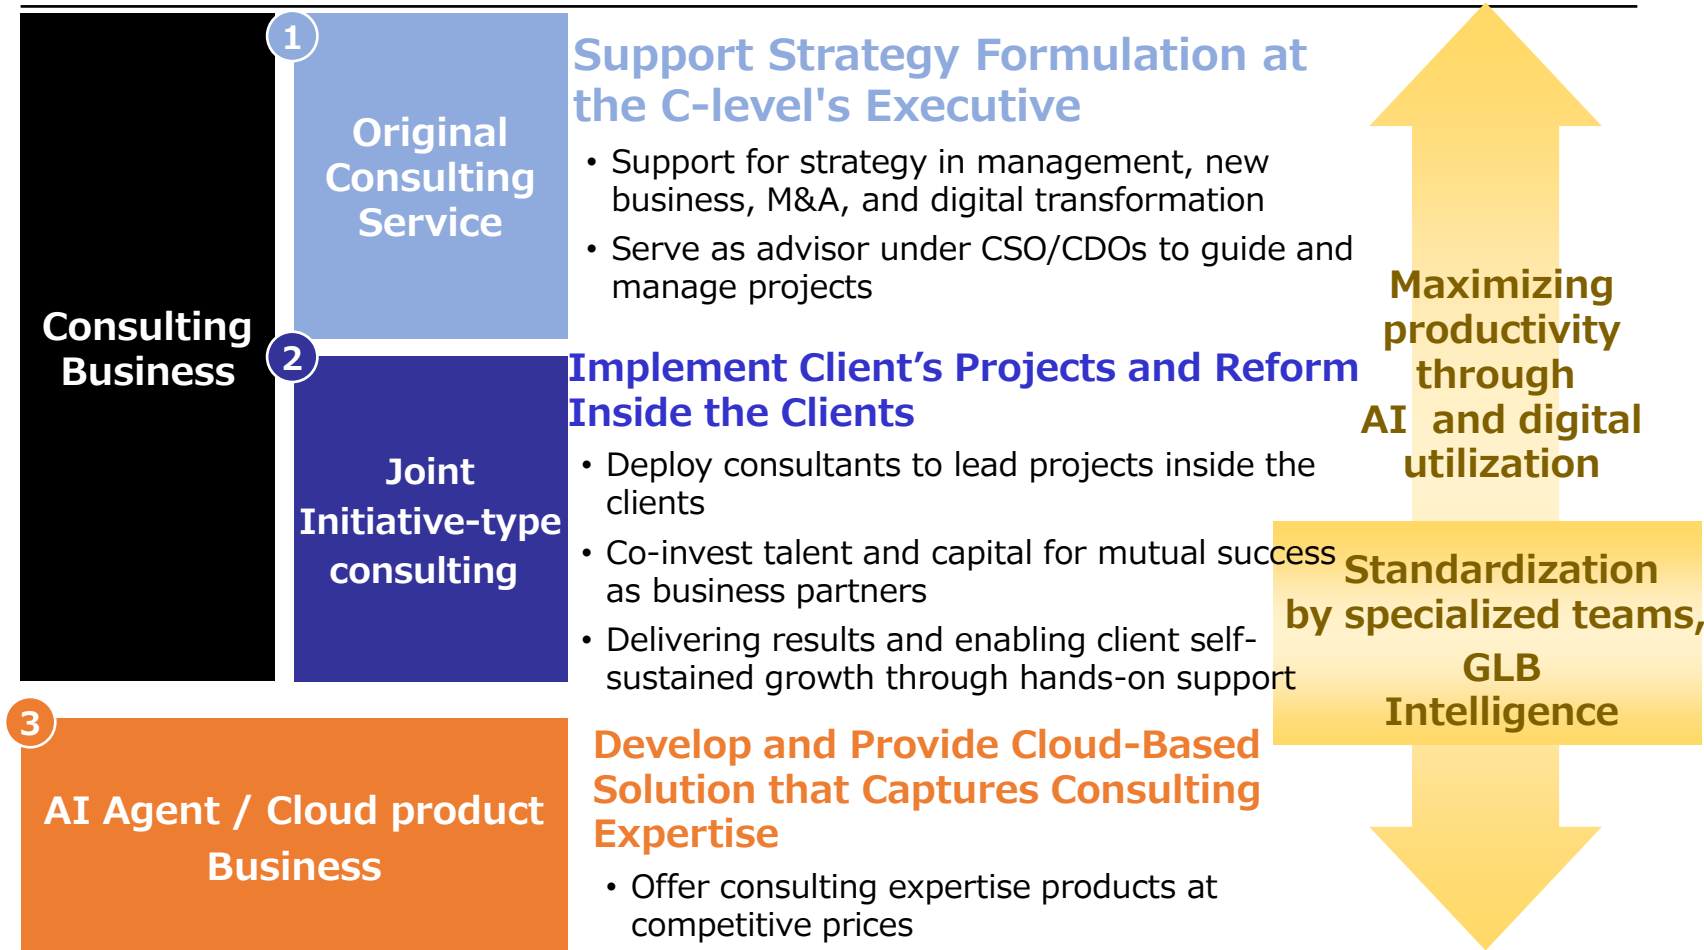 Consulting
Business
1
Original
Consulting
Service
Support Strategy Formulation at
the C-level's Executive
• Support for strategy in management, new
business, M&A, and digital transformation
• Serve as advisor under CSO/CDOs to guide and
manage projects
2
Joint
Initiative-type
consulting
Implement Client’s Projects and Reform
Inside the Clients
• Deploy consultants to lead projects inside the
clients
• Co-invest talent and capital for mutual success
as business partners
• Delivering results and enabling client self-
sustained growth through hands-on support
3
AI Agent / Cloud product
Business
Develop and Provide Cloud-Based
Solution that Captures Consulting
Expertise
• Offer consulting expertise products at
competitive prices
Maximizing
productivity
through
AI and digital
utilization
Standardization
by specialized teams,
GLB
Intelligence